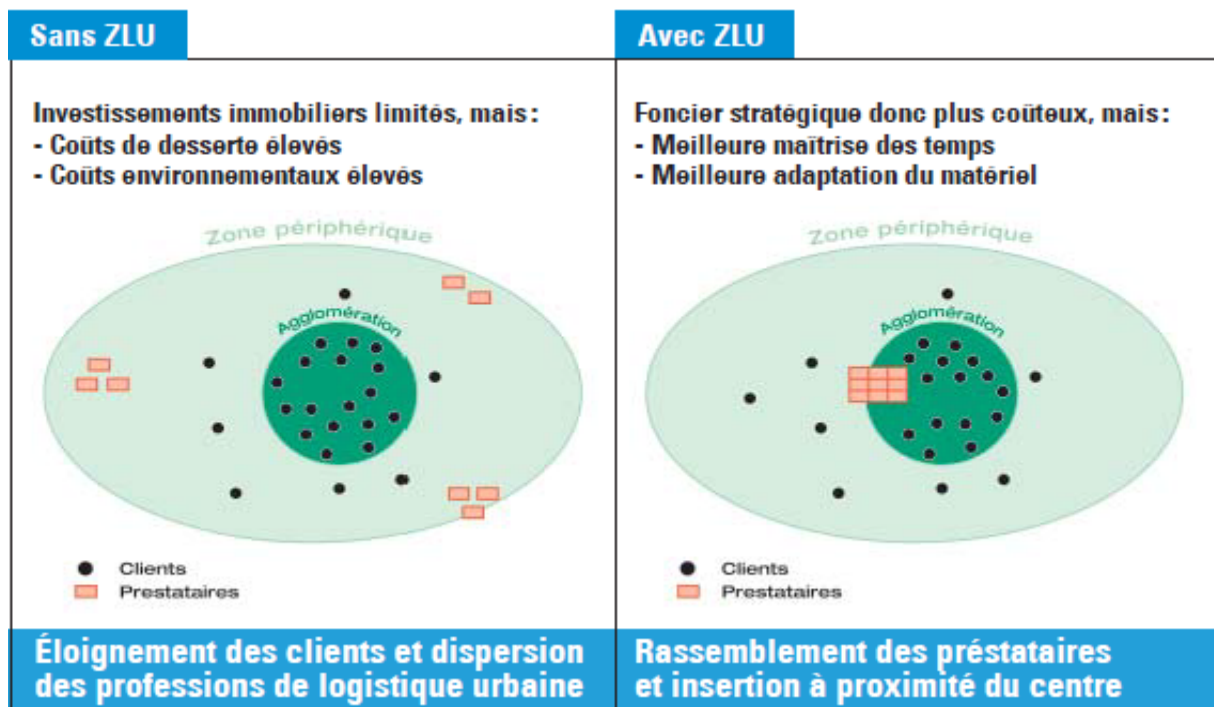 Sans ZLU
Investissements immobiliers limités, mais :
- Coûts de desserte élevés
- Coûts environnementaux élevés
Zone périphérique
Agglomération
Clients
Prestataires
Éloignement des clients et dispersion
des professions de logistique urbaine
Avec ZLU
Foncier stratégique donc plus coûteux, mais :
- Meilleure maîtrise des temps
- Meilleure adaptation du matériel
Zone périphérique
Agglomération
Clients
Prestataires
Rassemblement des préstataires
et insertion à proximité du centre